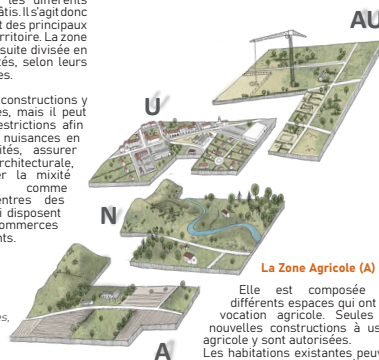 les différents
bâtis. Il s'agit donc
t des principaux
rritoire. La zone
suite divisée en
tés, selon leurs
es.
constructions y
es, mais il peut
estrictions afin
nuisances en
ités, assurer
rchitecturale,
er la mixité
comme
entres des
i disposent
ommerces
nts.
AU
U
N
A
es,
La Zone Agricole (A)
Elle est composée
différents espaces qui ont
vocation agricole. Seules
nouvelles constructions à us
agricole y sont autorisées.
Les habitations existantes peuv